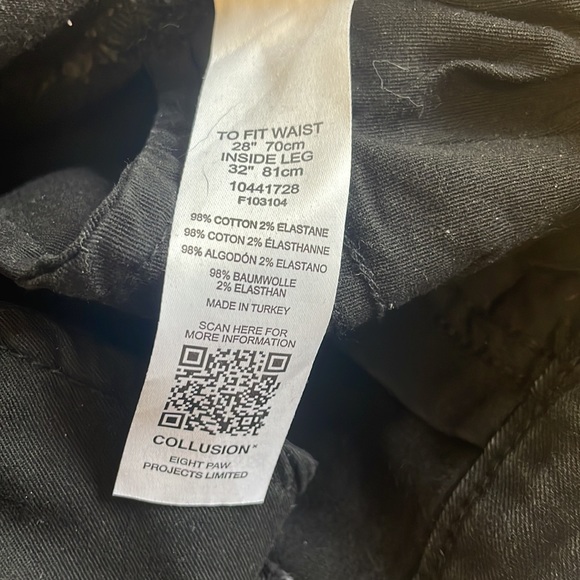 TO FIT WAIST
28" 70cm
INSIDE LEG
32" 81cm
10441728
F103104
98% COTTON 2% ELASTANE
98% COTON 2% ÉLASTHANNE
98% ALGODÓN 2% ELASTANO
98% BAUMWOLLE
2% ELASTHAN
MADE IN TURKEY
SCAN HERE FOR
MORE INFORMATION
COLLUSION
EIGHT PAW
PROJECTS LIMITED